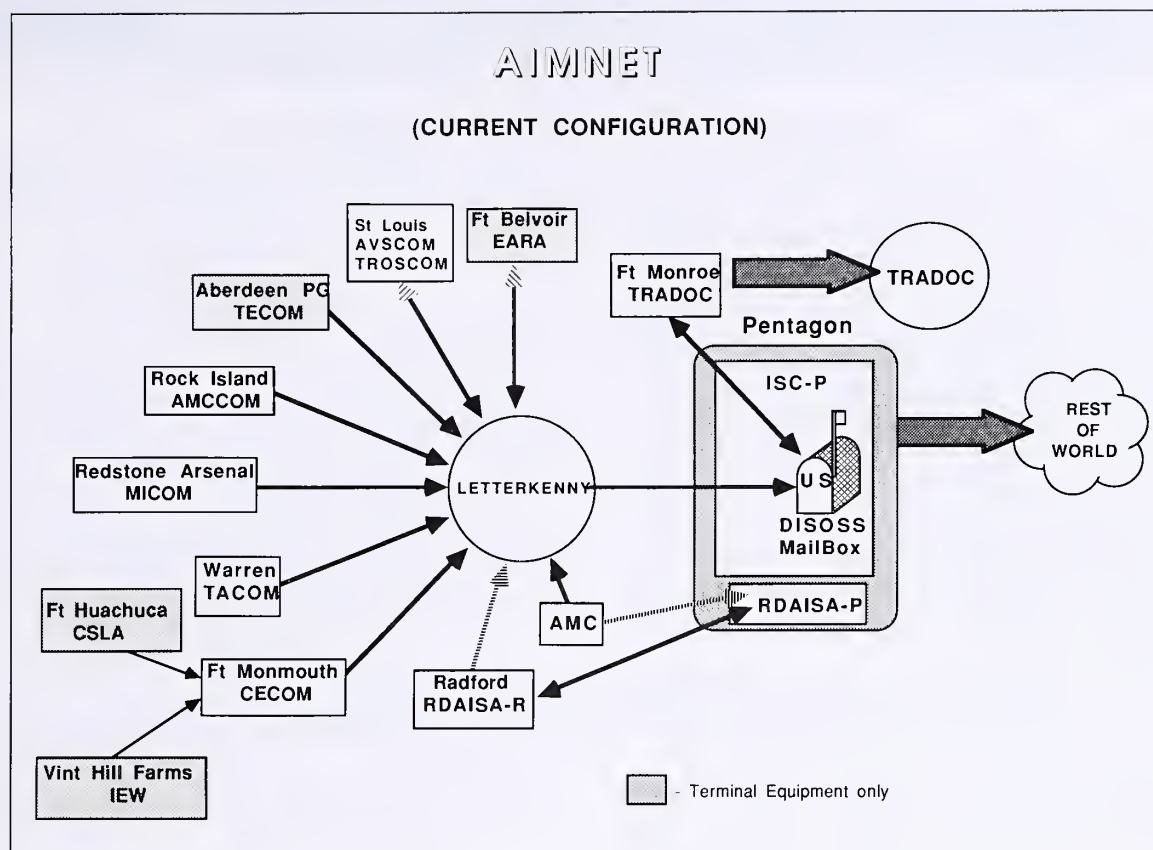 AIMNET
(CURRENT CONFIGURATION)
St Louis
AVSCOM
TROSCOM
Ft Belvoir
EARA
Ft Monroe
TRADOC
TRADOC
Aberdeen PG
TECOM
Pentagon
Rock Island
AMCCOM
ISC-P
REST
OF
WORLD
Redstone Arsenal
MICOM
LETTERKENNY
US
DISOSS
MailBox
Warren
TACOM
Ft Huachuca
CSLA
AMC
RDAISA-P
Ft Monmouth
CECOM
Radford
RDAISA-R
Vint Hill Farms
IEW
- Terminal Equipment only